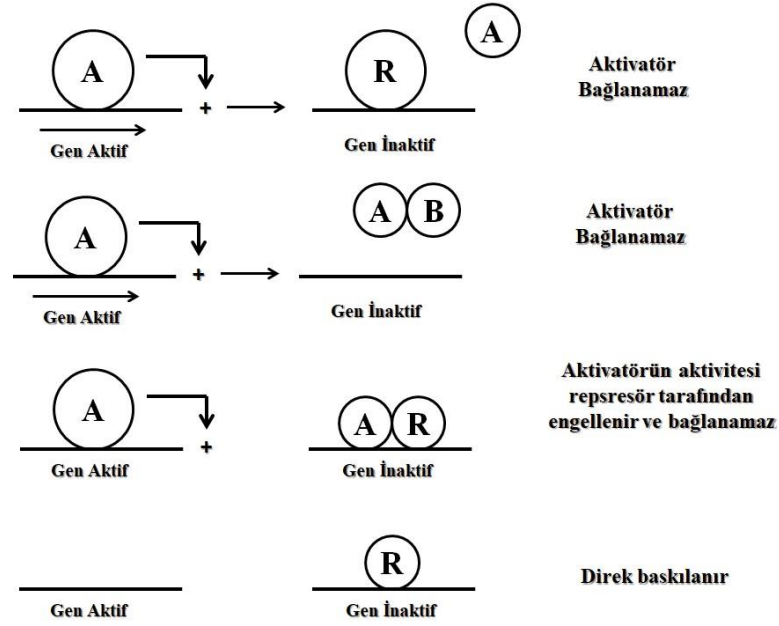 A
+
R
A
Aktivatör
Bağlanamaz
Gen Aktif
Gen İnaktif
A
+
A B
Aktivatör
Bağlanamaz
Gen Aktif
Gen İnaktif
A
+
A R
Aktivatörün aktivitesi
repsresör tarafından
engellenir ve bağlanamaz
Gen Aktif
Gen İnaktif
R
Direk baskılanır
Gen Aktif
Gen İnaktif